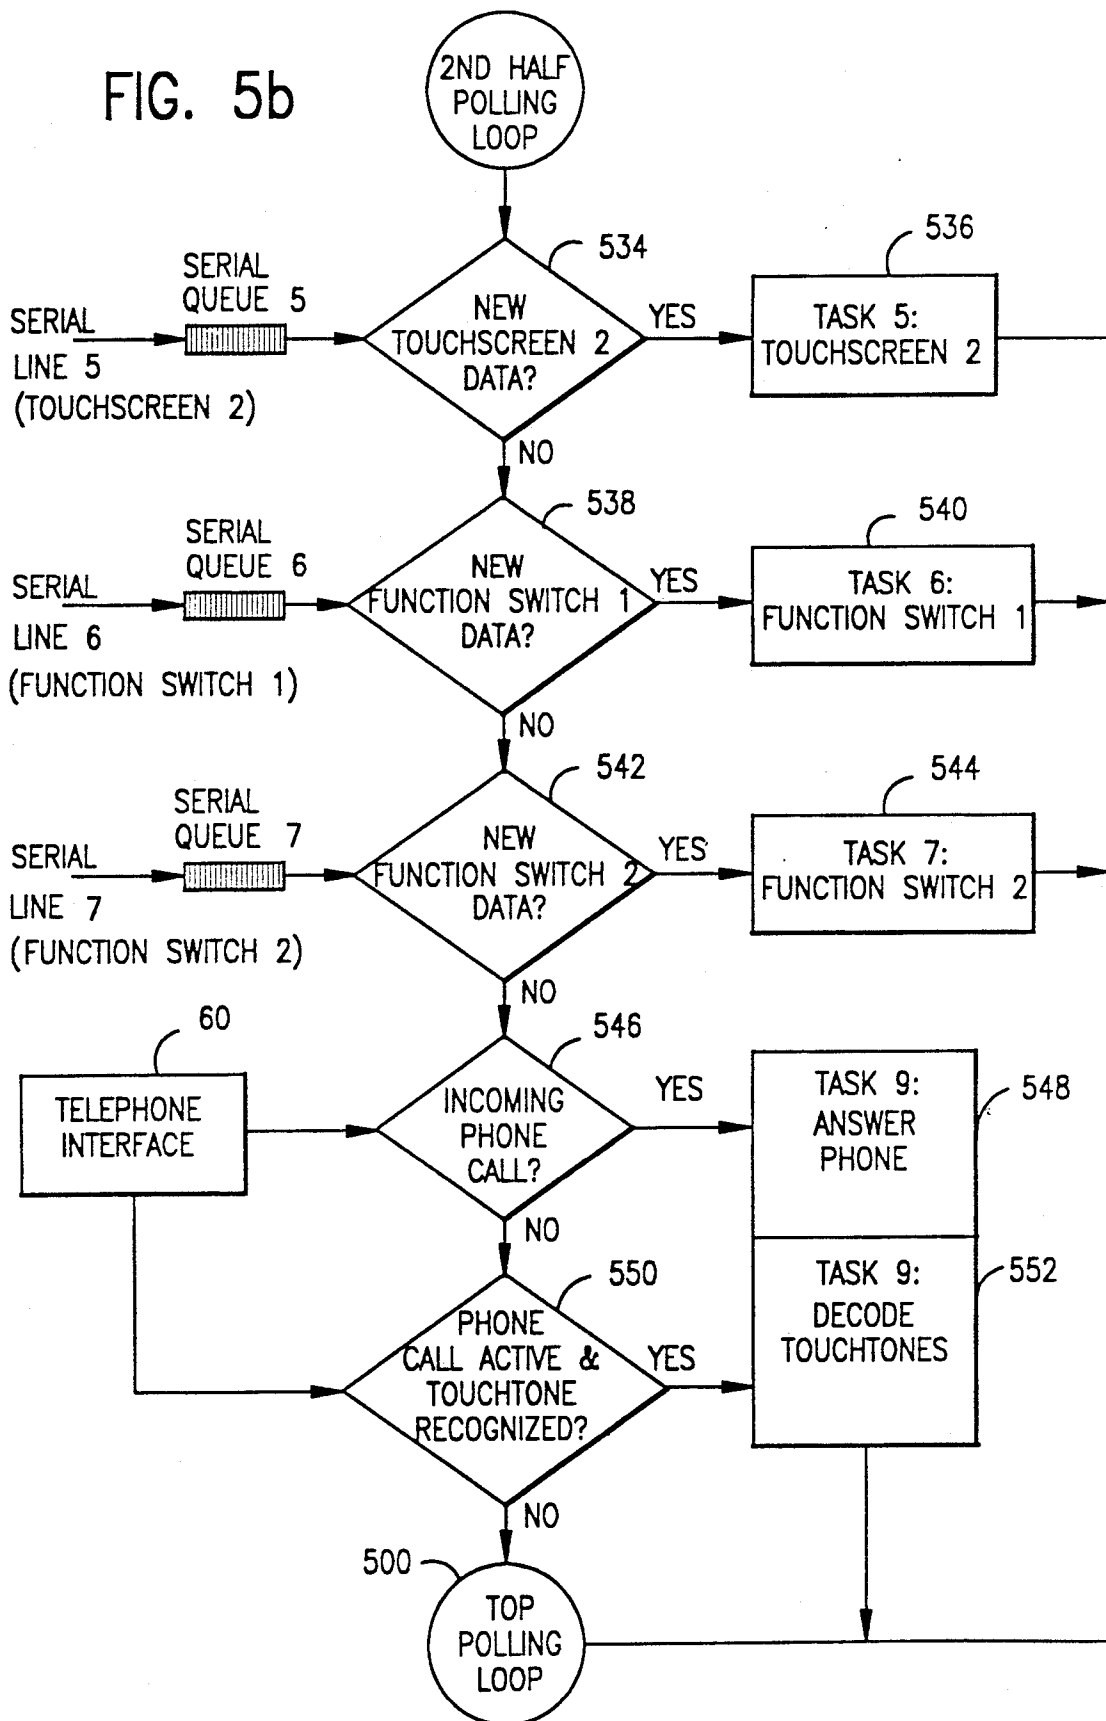 FIG. 5b
2ND HALF
POLLING
LOOP
534
536
SERIAL
QUEUE 5
SERIAL
LINE 5
(TOUCHSCREEN 2)
NEW
TOUCHSCREEN 2
DATA?
YES
TASK 5:
TOUCHSCREEN 2
NO
538
540
SERIAL
QUEUE 6
SERIAL
LINE 6
(FUNCTION SWITCH 1)
NEW
FUNCTION SWITCH 1
DATA?
YES
TASK 6:
FUNCTION SWITCH 1
NO
542
544
SERIAL
QUEUE 7
SERIAL
LINE 7
(FUNCTION SWITCH 2)
NEW
FUNCTION SWITCH 2
DATA?
YES
TASK 7:
FUNCTION SWITCH 2
NO
60
546
TELEPHONE
INTERFACE
INCOMING
PHONE
CALL?
YES
TASK 9:
ANSWER
PHONE
548
NO
550
552
PHONE
CALL ACTIVE &
TOUCHTONE
RECOGNIZED?
YES
TASK 9:
DECODE
TOUCHTONES
NO
500
TOP
POLLING
LOOP